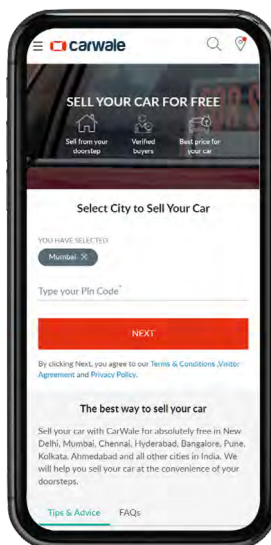 carwale
SELL YOUR CAR FOR FREE
Sell from your doorstep
Verified buyers
Best price for your car
Select City to Sell Your Car
YOU HAVE SELECTED
Mumbai ×
Type your Pin Code*
NEXT
By clicking Next, you agree to our Terms & Conditions ,Visitor
Agreement and Privacy Policy.
The best way to sell your car
Sell your car with CarWale for absolutely free in New
Delhi, Mumbai, Chennai, Hyderabad, Bangalore, Pune,
Kolkata, Ahmedabad and all other cities in India. We
will help you sell your car at the convenience of your
doorsteps.
Tips & Advice FAQs